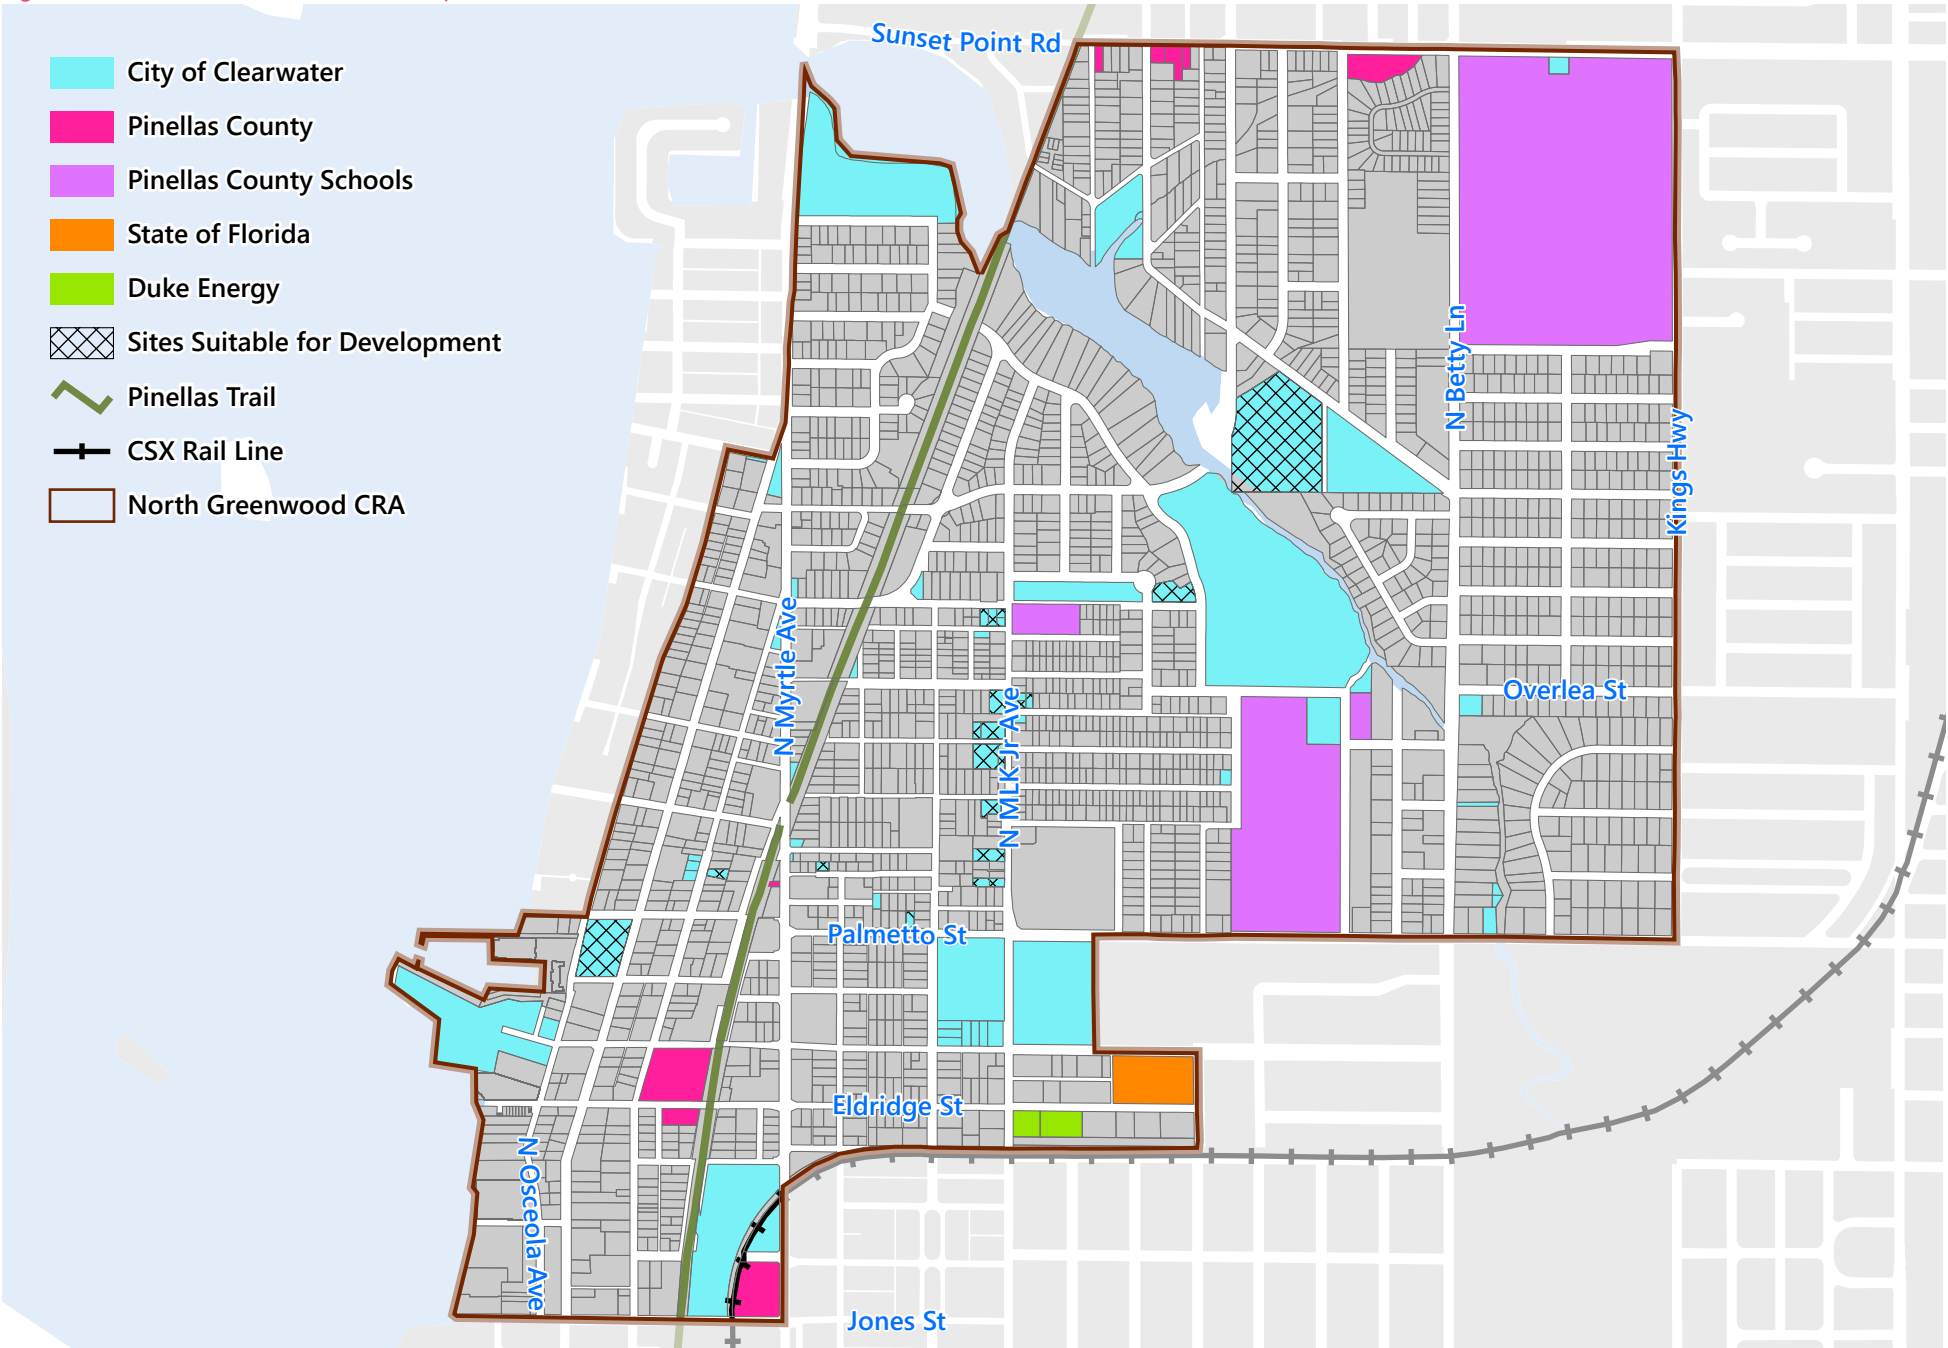 City of Clearwater
Pinellas County
Pinellas County Schools
State of Florida
Duke Energy
Sites Suitable for Development
Pinellas Trail
CSX Rail Line
North Greenwood CRA
Sunset Point Rd
N Betty Ln
Kings Hwy
N Myrtle Ave
N MLK Jr Ave
Overlea St
Palmetto St
Eldridge St
N Osceola Ave
Jones St